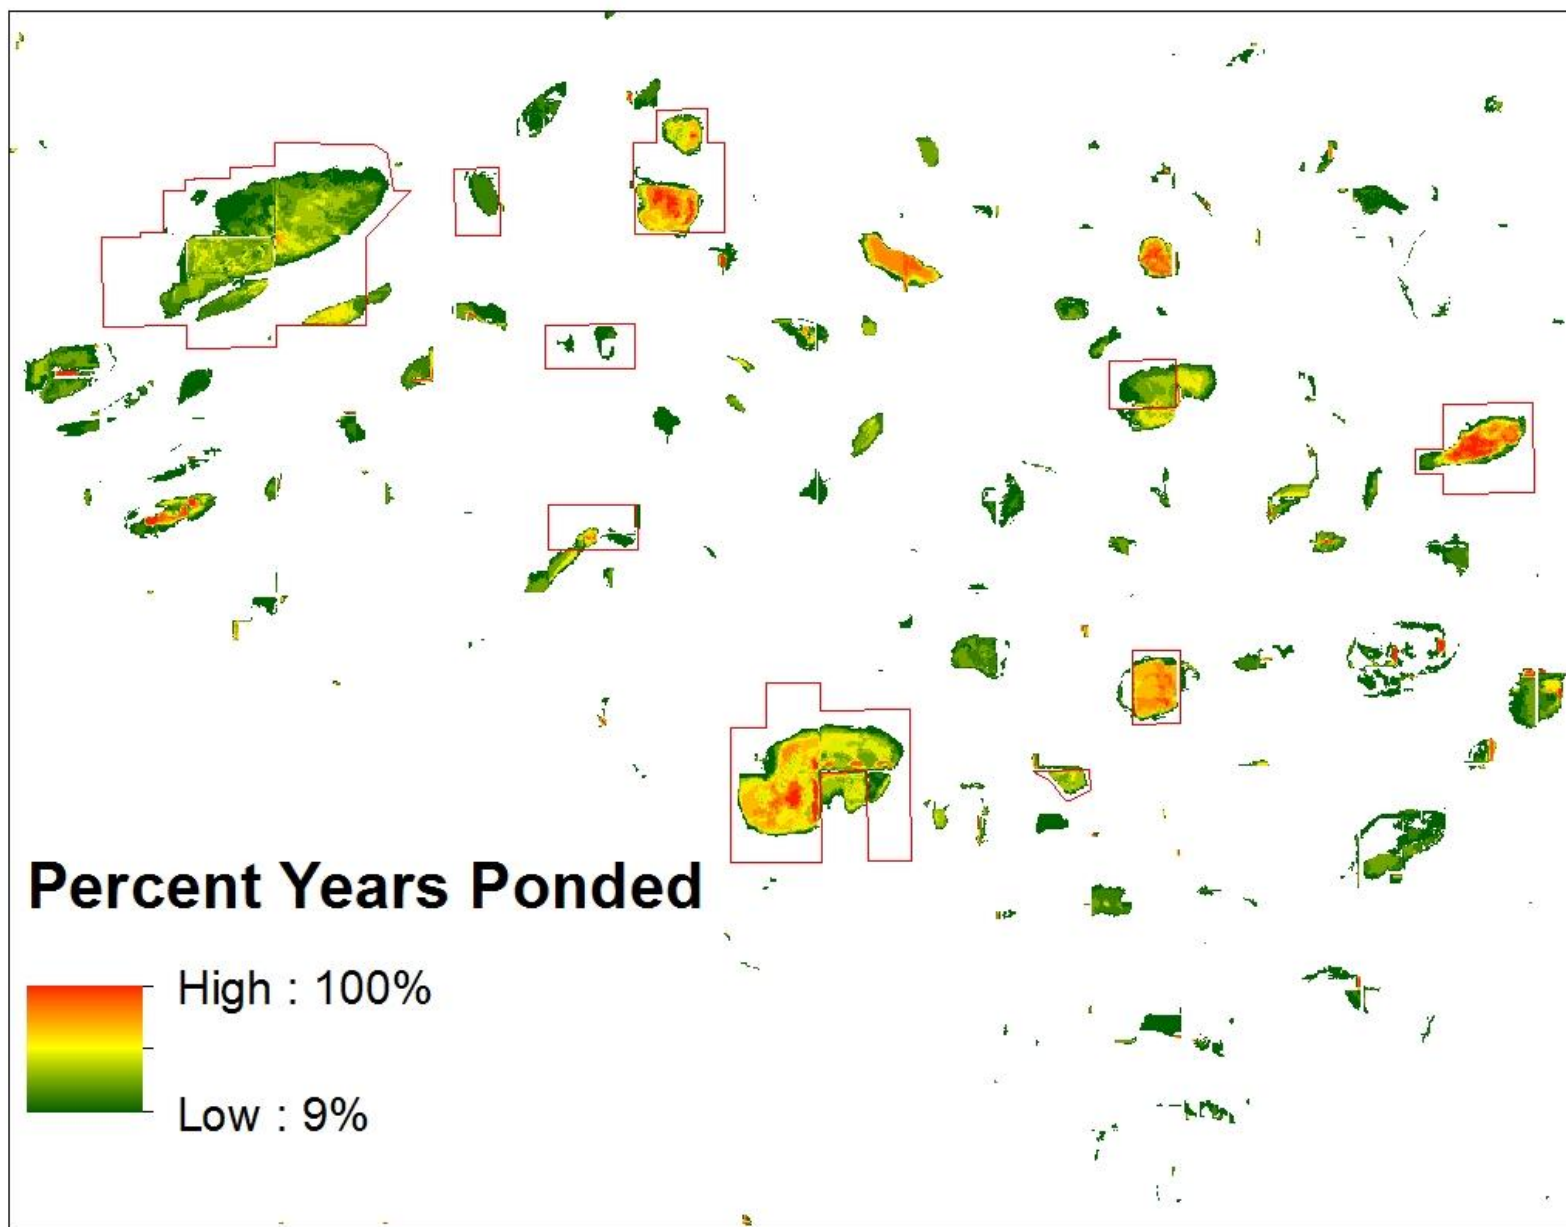 Percent Years Ponded
High : 100%
Low : 9%